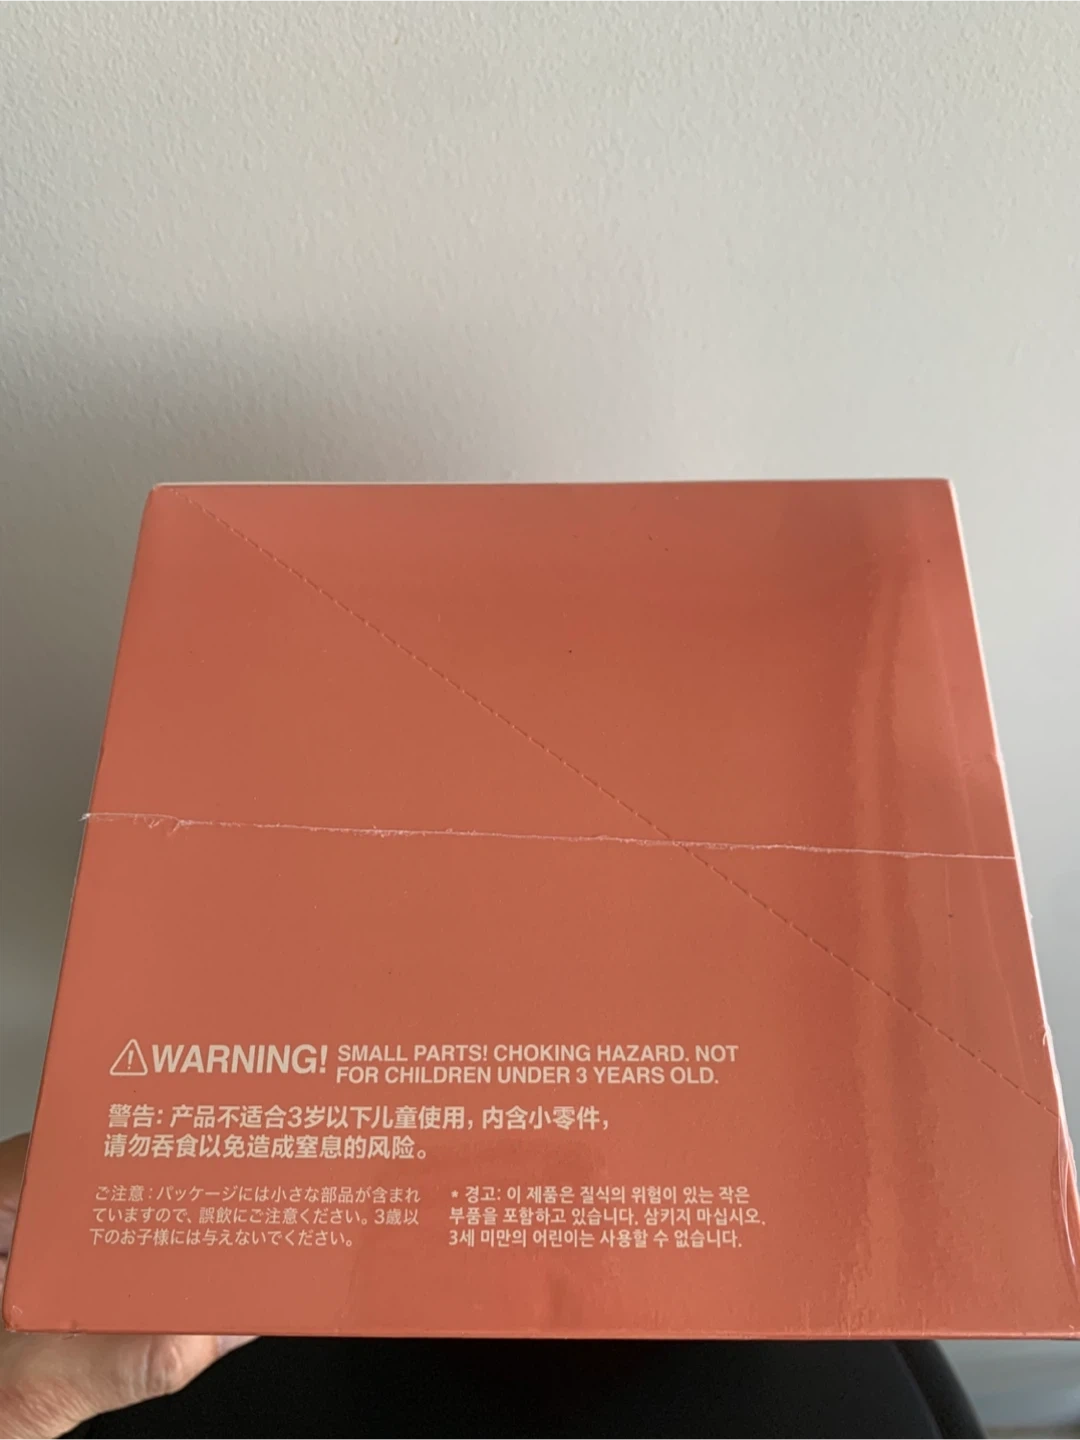 WARNING! SMALL PARTS! CHOKING HAZARD. NOT
FOR CHILDREN UNDER 3 YEARS OLD.
警告: 产品不适合3岁以下儿童使用, 内含小零件,
请勿吞食以免造成窒息的风险。
ご注意:パッケージには小さな部品が含まれ
ていますので、誤飲にご注意ください。3歳以
下のお子様には与えないでください。
* 경고: 이 제품은 질식의 위험이 있는 작은
부품을 포함하고 있습니다. 삼키지 마십시오.
3세 미만의 어린이는 사용할 수 없습니다.